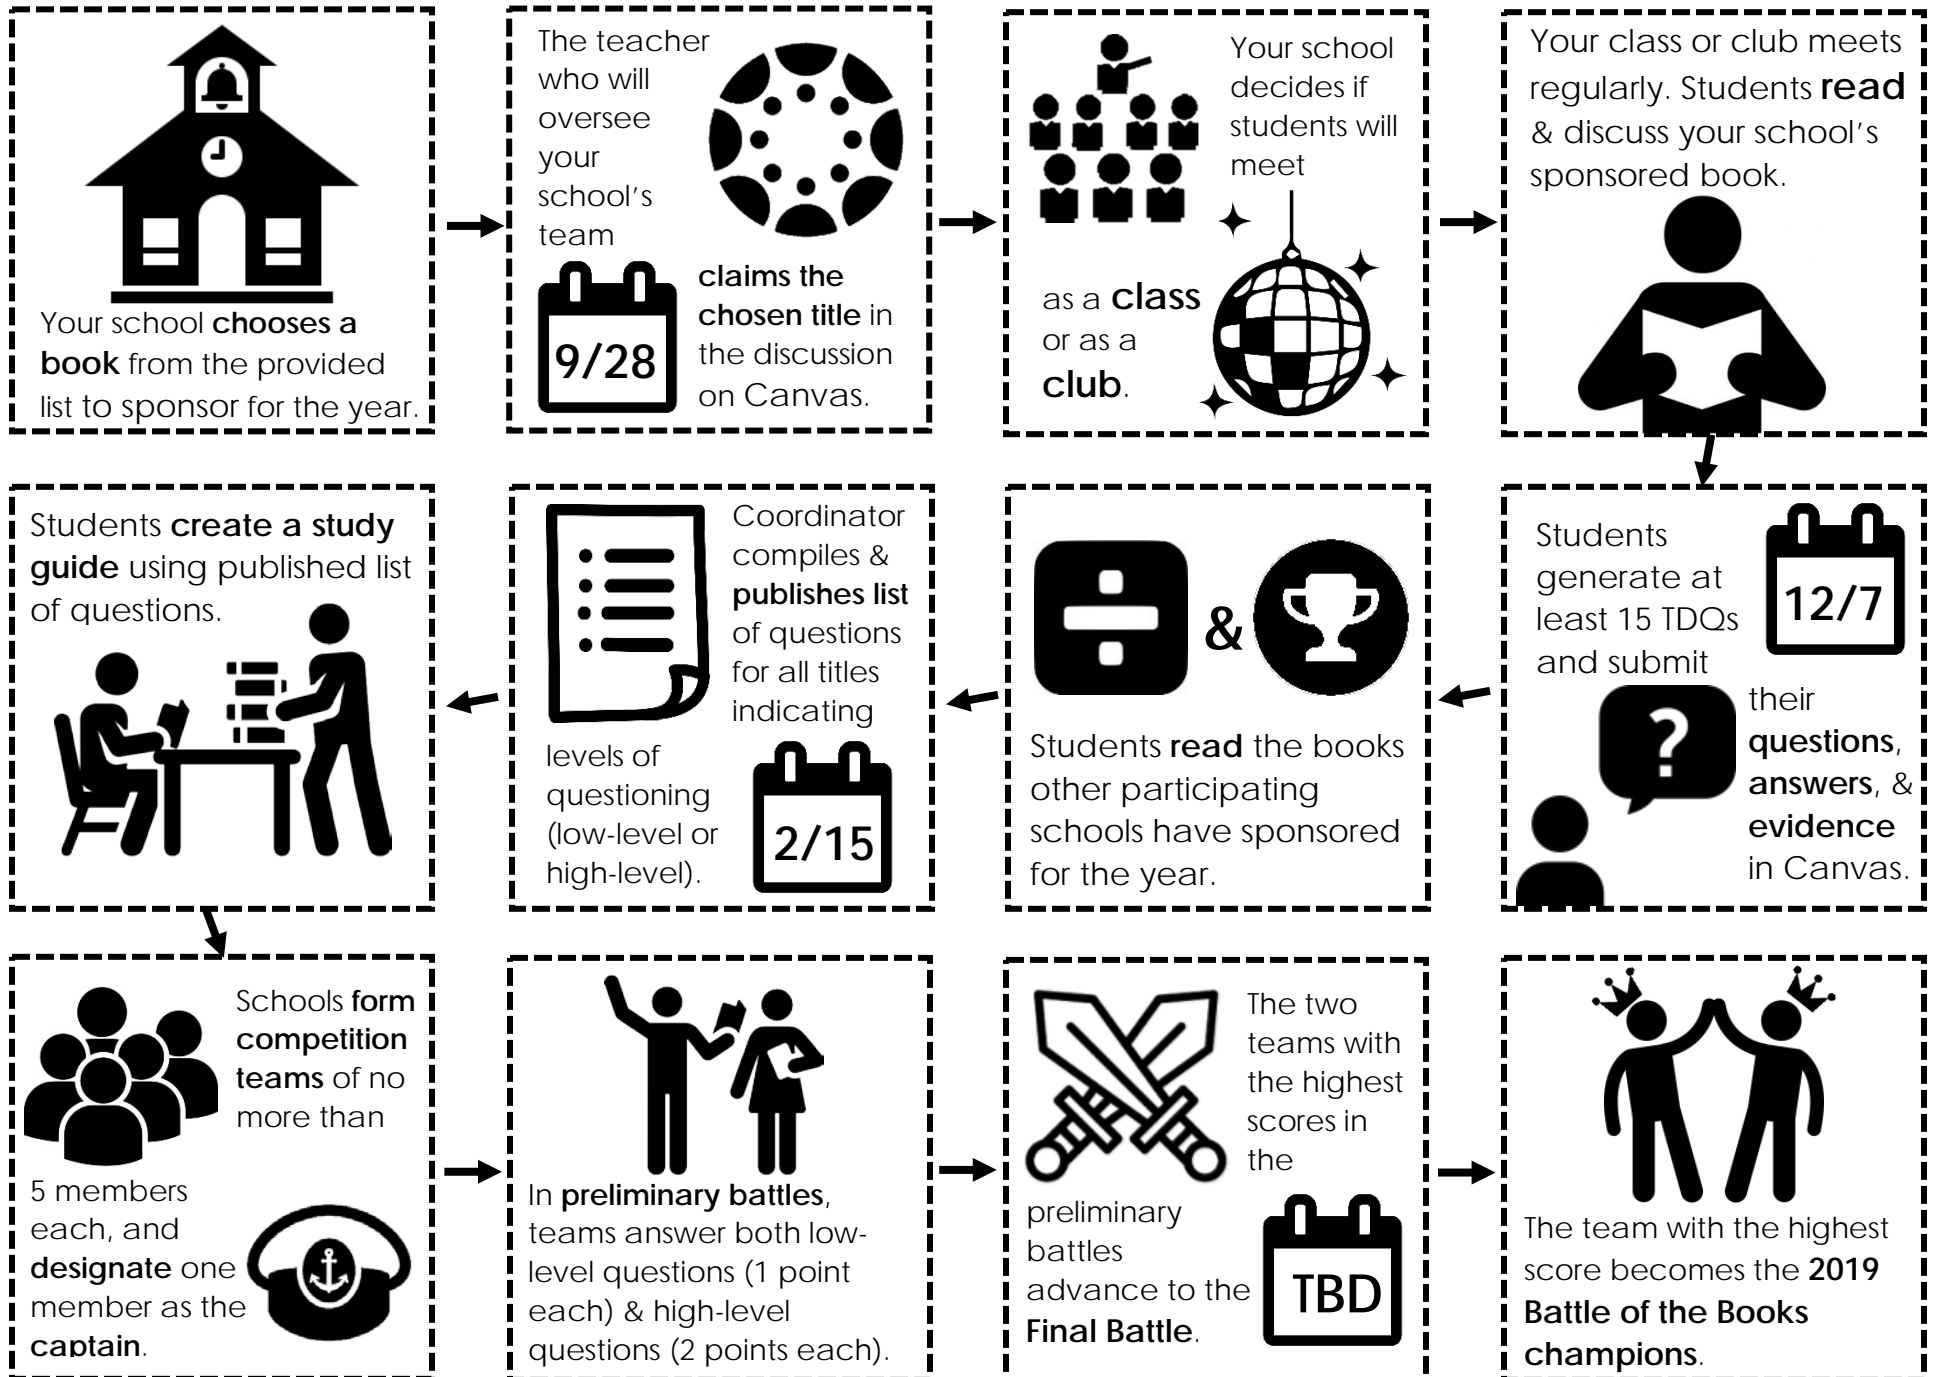 Your school chooses a
book from the provided
list to sponsor for the year.
The teacher
who will
oversee
your
school's
team
9/28
claims the
chosen title in
the discussion
on Canvas.
Your school
decides if
students will
meet
as a class
or as a
club.
Your class or club meets
regularly. Students read
& discuss your school's
sponsored book.
Students
generate at
least 15 TDQs
and submit
12/7
?
their
questions,
answers, &
evidence
in Canvas.
&
Students read the books
other participating
schools have sponsored
for the year.
Coordinator
compiles &
publishes list
of questions
for all titles
indicating
levels of
questioning
(low-level or
high-level).
2/15
Students create a study
guide using published list
of questions.
Schools form
competition
teams of no
more than
5 members
each, and
designate one
member as the
captain.
In preliminary battles,
teams answer both low-
level questions (1 point
each) & high-level
questions (2 points each).
The two
teams with
the highest
scores in
the
preliminary
battles
advance to the
Final Battle.
TBD
The team with the highest
score becomes the 2019
Battle of the Books
champions.